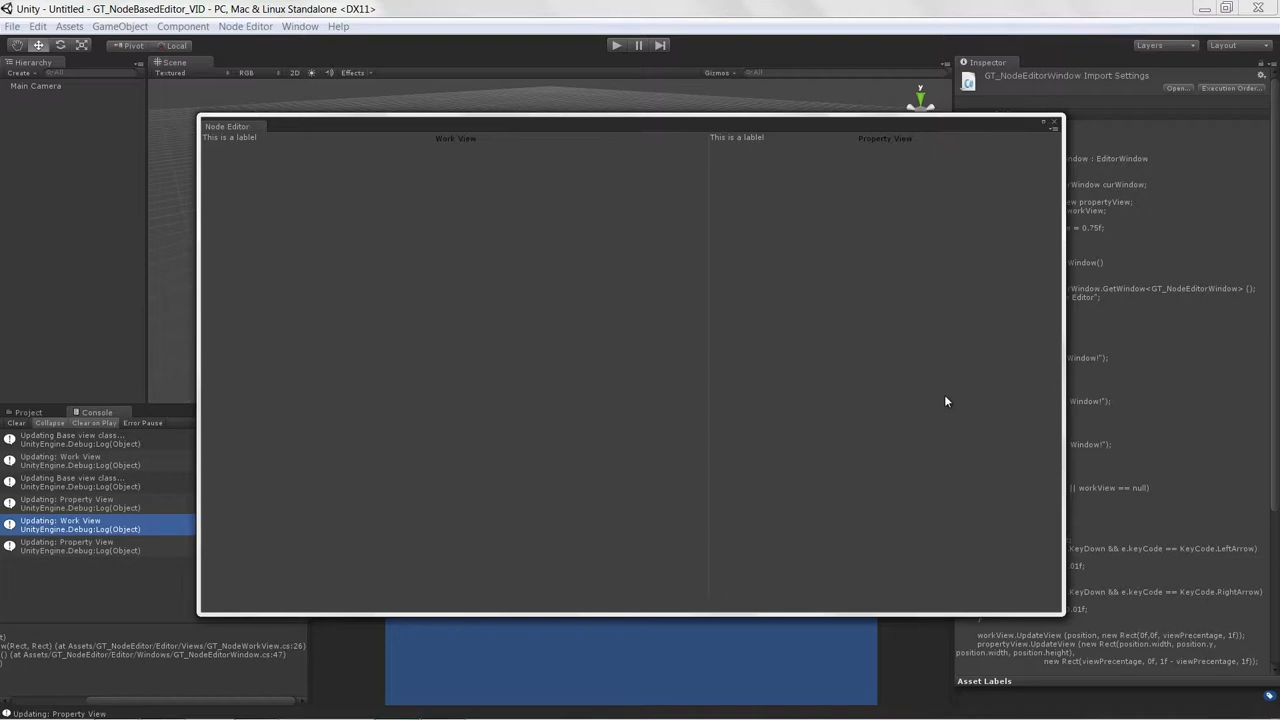 Unity - Untitled - GT_NodeBasedEditor_VID - PC, Mac & Linux Standalone <DX11>
File Edit Assets GameObject Component Node Editor Window Help
Pivot Local Layers Layout
Hierarchy
Create All
Main Camera
Scene
Textured RGB 2D Effects Gizmos All
y
Inspector
GT_NodeEditorWindow Import Settings
Open... Execution Order...
Node Editor
This is a lablel Work View This is a lablel Property View
indow : EditorWindow
rWindow curWindow;
ew propertyView;
workView;
e = 0.75f;
Window()
rWindow.GetWindow<GT_NodeEditorWindow> ();
e Editor";
Window!");
Window!");
Window!");
|| workView == null)
KeyDown && e.keyCode == KeyCode.LeftArrow)
01f;
KeyDown && e.keyCode == KeyCode.RightArrow)
0.01f;
}
workView.UpdateView (position, new Rect(0f,0f, viewPrecentage, 1f));
propertyView.UpdateView (new Rect(position.width, position.y,
position.width, position.height),
new Rect(viewPrecentage, 0f, 1f - viewPrecentage, 1f));
Asset Labels
Project Console
Clear Collapse Clear on Play Error Pause
Updating Base view class...
UnityEngine.Debug:Log(Object)
Updating: Work View
UnityEngine.Debug:Log(Object)
Updating Base view class...
UnityEngine.Debug:Log(Object)
Updating: Property View
UnityEngine.Debug:Log(Object)
Updating: Work View
UnityEngine.Debug:Log(Object)
Updating: Property View
UnityEngine.Debug:Log(Object)
t)
w(Rect, Rect) (at Assets/GT_NodeEditor/Editor/Views/GT_NodeWorkView.cs:26)
() (at Assets/GT_NodeEditor/Editor/Windows/GT_NodeEditorWindow.cs:47)
)
Updating: Property View